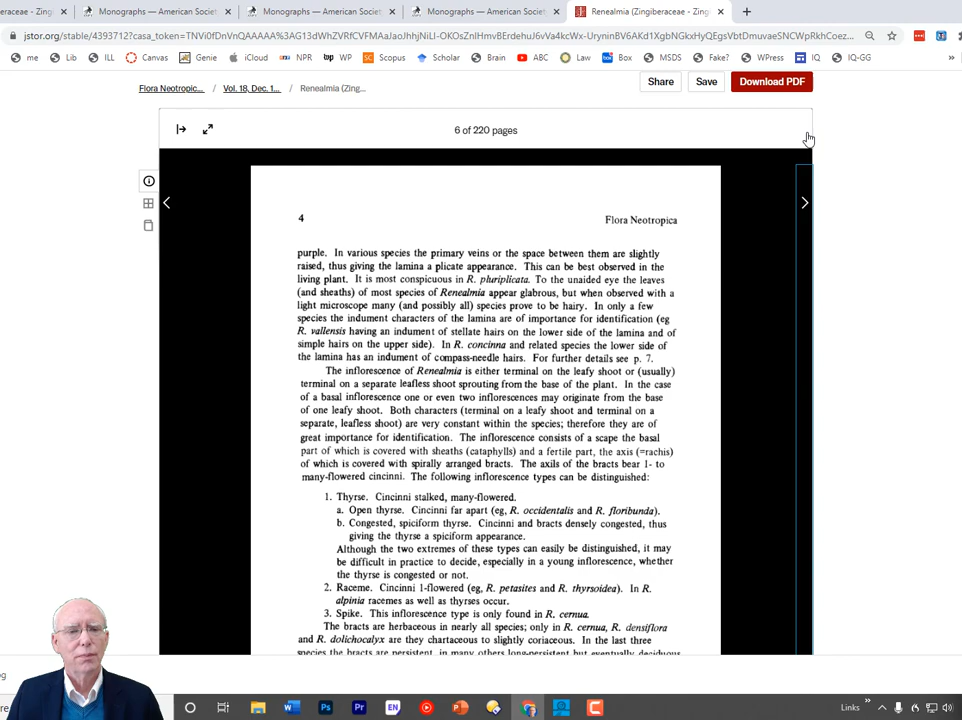 eraceae - Zin
Monographs – American Societ
Monographs – American Societ
Monographs – American Societ
Renealmia (Zingiberaceae - Zingi
jstor.org/stable/4393712?casa_token=
me
Lib
ILL
Canvas
Genie
iCloud
NPR
WP
Scopus
Scholar
Brain
ABC
Law
Box
MSDS
Fake?
WPress
IQ
IQ-GG
Flora Neotropic... / Vol. 18, Dec. 1... / Renealmia (Zing...
Share
Save
Download PDF
6 of 220 pages
4
Flora Neotropica
purple. In various species the primary veins or the space between them are slightly
raised, thus giving the lamina a plicate appearance. This can be best observed in the
living plant. It is most conspicuous in R. pluriplicata. To the unaided eye the leaves
(and sheaths) of most species of Renealmia appear glabrous, but when observed with a
light microscope many (and possibly all) species prove to be hairy. In only a few
species the indument characters of the lamina are of importance for identification (eg
R. vallensis having an indument of stellate hairs on the lower side of the lamina and of
simple hairs on the upper side). In R. concinna and related species the lower side of
the lamina has an indument of compass-needle hairs. For further details see p. 7.
The inflorescence of Renealmia is either terminal on the leafy shoot or (usually)
terminal on a separate leafless shoot sprouting from the base of the plant. In the case
of a basal inflorescence one or even two inflorescences may originate from the base
of one leafy shoot. Both characters (terminal on a leafy shoot and terminal on a
separate, leafless shoot) are very constant within the species; therefore they are of
great importance for identification. The inflorescence consists of a scape the basal
part of which is covered with sheaths (cataphylls) and a fertile part, the axis (=rachis)
of which is covered with spirally arranged bracts. The axils of the bracts bear 1- to
many-flowered cincinni. The following inflorescence types can be distinguished:
1. Thyrse. Cincinni stalked, many-flowered.
a. Open thyrse. Cincinni far apart (eg, R. occidentalis and R. floribunda).
b. Congested, spiciform thyrse. Cincinni and bracts densely congested, thus
giving the thyrse a spiciform appearance.
Although the two extremes of these types can easily be distinguished, it may
be difficult in practice to decide, especially in a young inflorescence, whether
the thyrse is congested or not.
2. Raceme. Cincinni 1-flowered (eg, R. petasites and R. thyrsoidea). In R.
alpinia racemes as well as thyrses occur.
3. Spike. This inflorescence type is only found in R. cernua.
The bracts are herbaceous in nearly all species; only in R. cernua, R. densiflora
and R. dolichocalyx are they chartaceous to slightly coriaceous. In the last three
species the bracts are persistent, in many others long-persistent but eventually deciduous
Links